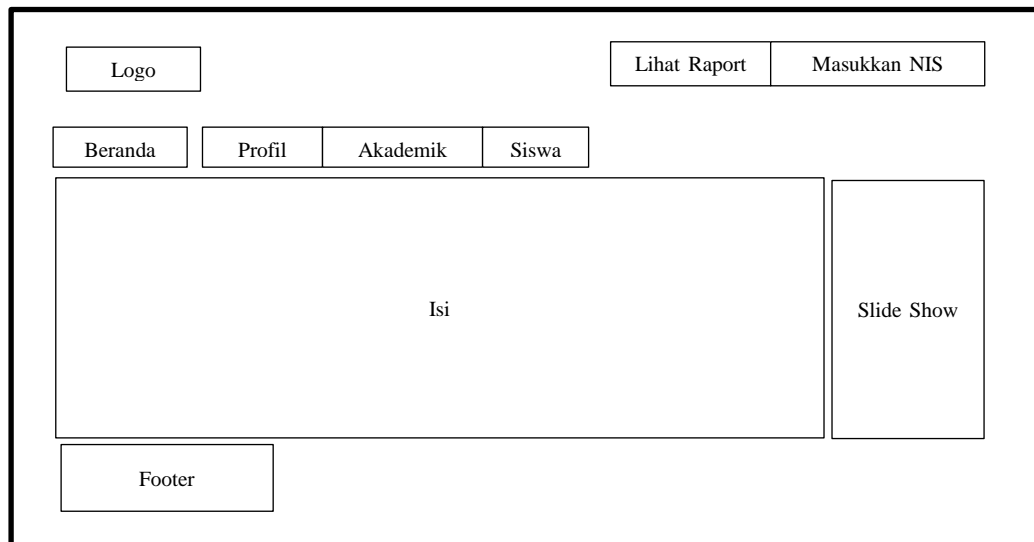 Logo
Lihat Raport
Masukkan NIS
Beranda
Profil
Akademik
Siswa
Isi
Slide Show
Footer